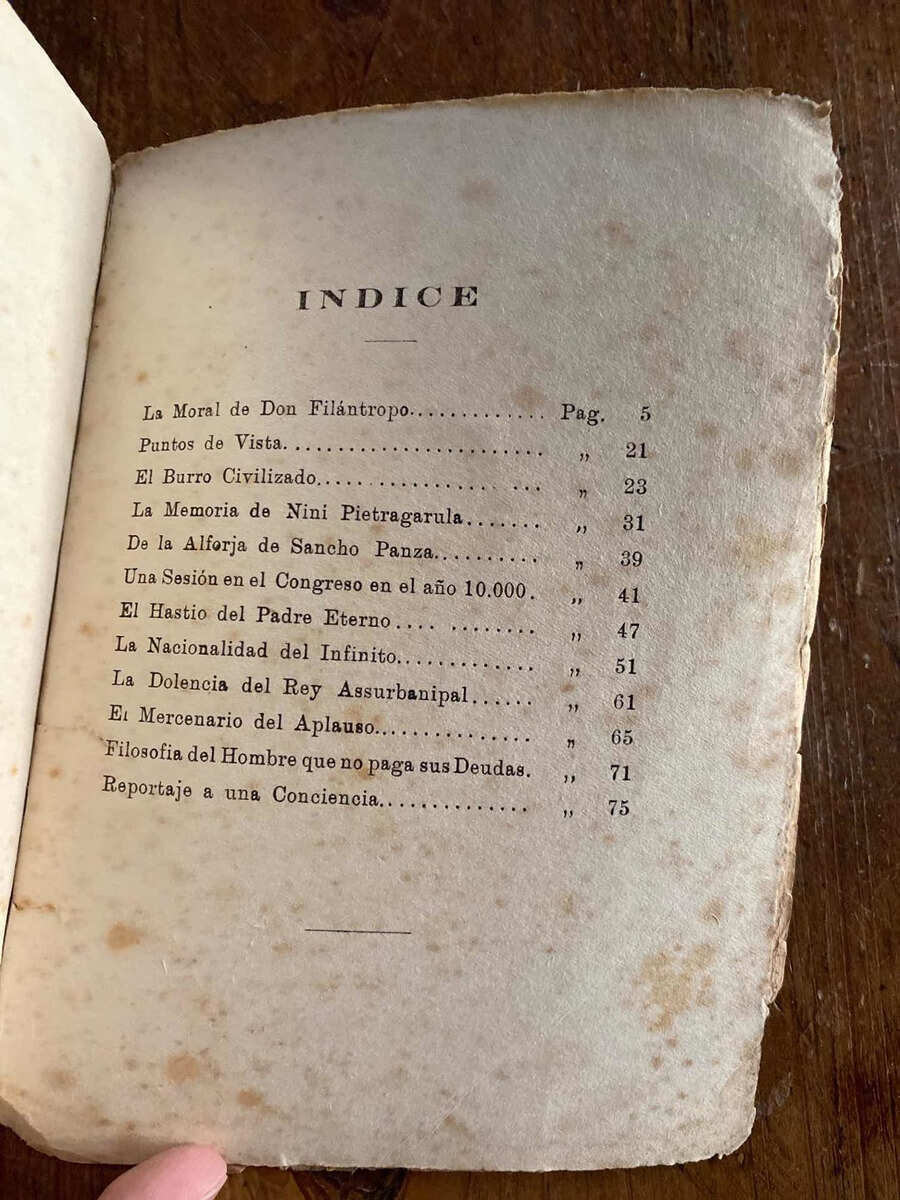 INDICE
La Moral de Don Filántropo............. Pag. 5
Puntos de Vista........................ „ 21
El Burro Civilizado.................... „ 23
La Memoria de Nini Pietragarula....... „ 31
De la Alforja de Sancho Panza.......... „ 39
Una Sesión en el Congreso en el año 10.000. „ 41
El Hastio del Padre Eterno .... ........ „ 47
La Nacionalidad del Infinito............. „ 51
La Dolencia del Rey Assurbanipal...... „ 61
El Mercenario del Aplauso............... „ 65
Filosofia del Hombre que no paga sus Deudas. „ 71
Reportaje a una Conciencia.............. „ 75